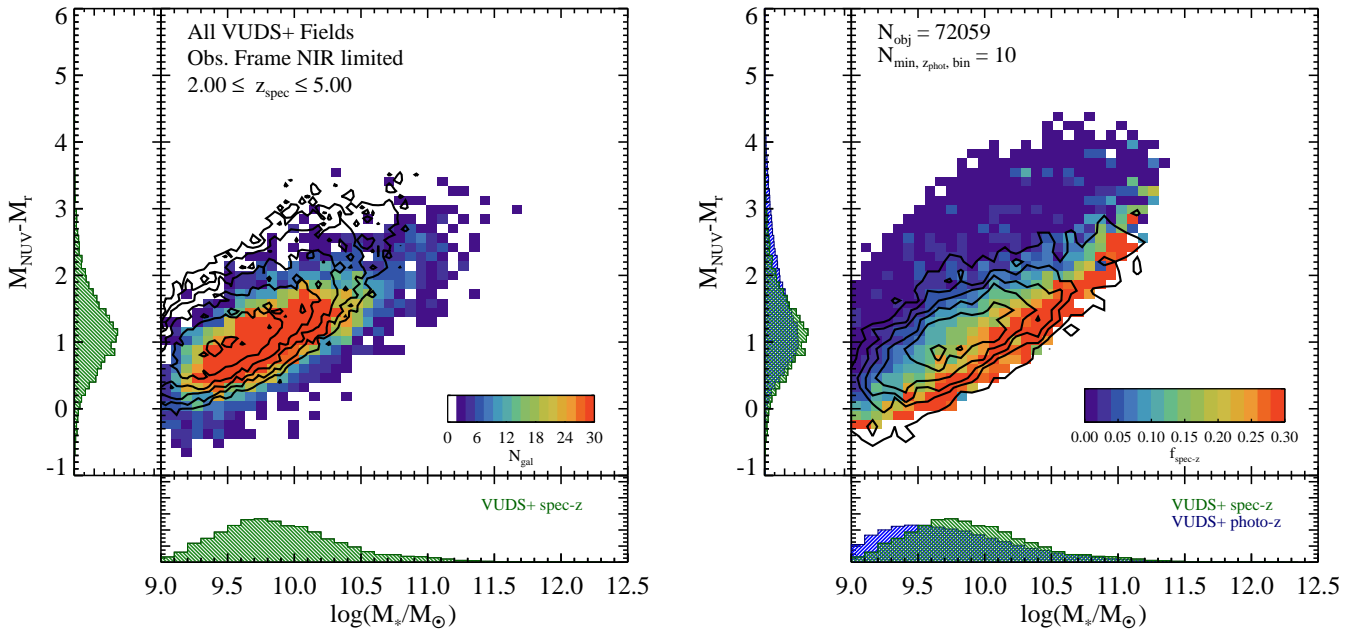 All VUDS+ Fields
Obs. Frame NIR limited
2.00 ≤ z_spec ≤ 5.00
6
5
4
3
2
1
0
-1
M_NUV-M_r
0 6 12 18 24 30
N_gal
VUDS+ spec-z
9.0 9.5 10.0 10.5 11.0 11.5 12.0 12.5
log(M_*/M_⊙)
N_obj = 72059
N_min, z_phot, bin = 10
6
5
4
3
2
1
0
-1
M_NUV-M_r
0.00 0.05 0.10 0.15 0.20 0.25 0.30
f_spec-z
VUDS+ spec-z
VUDS+ photo-z
9.0 9.5 10.0 10.5 11.0 11.5 12.0 12.5
log(M_*/M_⊙)